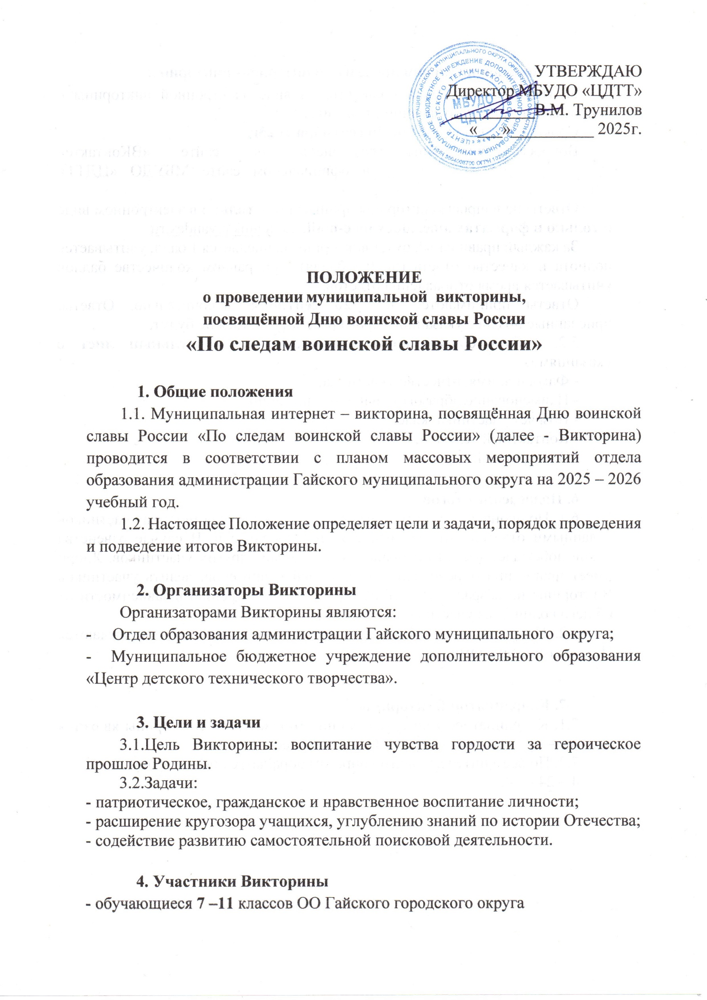 УТВЕРЖДАЮ
Директор МБУДО «ЦДТТ»
__________В.М. Трунилов
«___»__________ 2025г.
МБУДО
"ЦДТТ"
ПОЛОЖЕНИЕ
о проведении муниципальной викторины,
посвящённой Дню воинской славы России
«По следам воинской славы России»
1. Общие положения
1.1. Муниципальная интернет – викторина, посвящённая Дню воинской
славы России «По следам воинской славы России» (далее - Викторина)
проводится в соответствии с планом массовых мероприятий отдела
образования администрации Гайского муниципального округа на 2025 – 2026
учебный год.
1.2. Настоящее Положение определяет цели и задачи, порядок проведения
и подведение итогов Викторины.
2. Организаторы Викторины
Организаторами Викторины являются:
- Отдел образования администрации Гайского муниципального округа;
- Муниципальное бюджетное учреждение дополнительного образования
«Центр детского технического творчества».
3. Цели и задачи
3.1.Цель Викторины: воспитание чувства гордости за героическое
прошлое Родины.
3.2.Задачи:
- патриотическое, гражданское и нравственное воспитание личности;
- расширение кругозора учащихся, углублению знаний по истории Отечества;
- содействие развитию самостоятельной поисковой деятельности.
4. Участники Викторины
- обучающиеся 7 –11 классов ОО Гайского городского округа